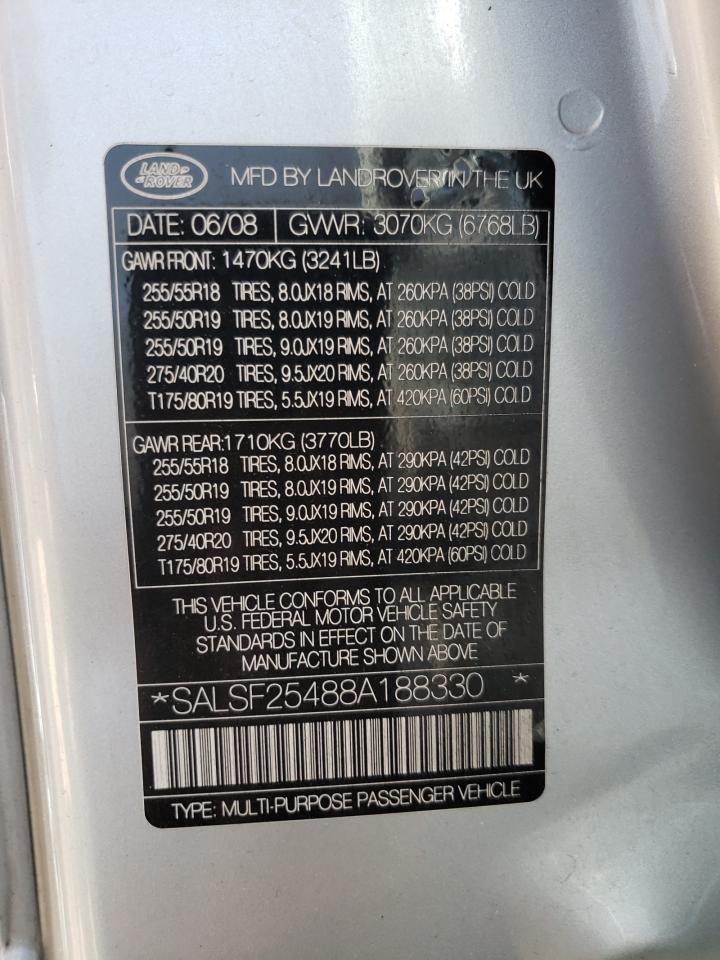 LAND-
-ROVER
MFD BY LANDROVER IN THE UK
DATE: 06/08 GVWR: 3070KG (6768LB)
GAWR FRONT: 1470KG (3241LB)
255/55R18 TIRES, 8.0JX18 RIMS, AT 260KPA (38PSI) COLD
255/50R19 TIRES, 8.0JX19 RIMS, AT 260KPA (38PSI) COLD
255/50R19 TIRES, 9.0JX19 RIMS, AT 260KPA (38PSI) COLD
275/40R20 TIRES, 9.5JX20 RIMS, AT 260KPA (38PSI) COLD
T175/80R19 TIRES, 5.5JX19 RIMS, AT 420KPA (60PSI) COLD
GAWR REAR:1710KG (3770LB)
255/55R18 TIRES, 8.0JX18 RIMS, AT 290KPA (42PSI) COLD
255/50R19 TIRES, 8.0JX19 RIMS, AT 290KPA (42PSI) COLD
255/50R19 TIRES, 9.0JX19 RIMS, AT 290KPA (42PSI) COLD
275/40R20 TIRES, 9.5JX20 RIMS, AT 290KPA (42PSI) COLD
T175/80R19 TIRES, 5.5JX19 RIMS, AT 420KPA (60PSI) COLD
THIS VEHICLE CONFORMS TO ALL APPLICABLE
U.S. FEDERAL MOTOR VEHICLE SAFETY
STANDARDS IN EFFECT ON THE DATE OF
MANUFACTURE SHOWN ABOVE
*SALSF25488A188330 *
TYPE: MULTI-PURPOSE PASSENGER VEHICLE